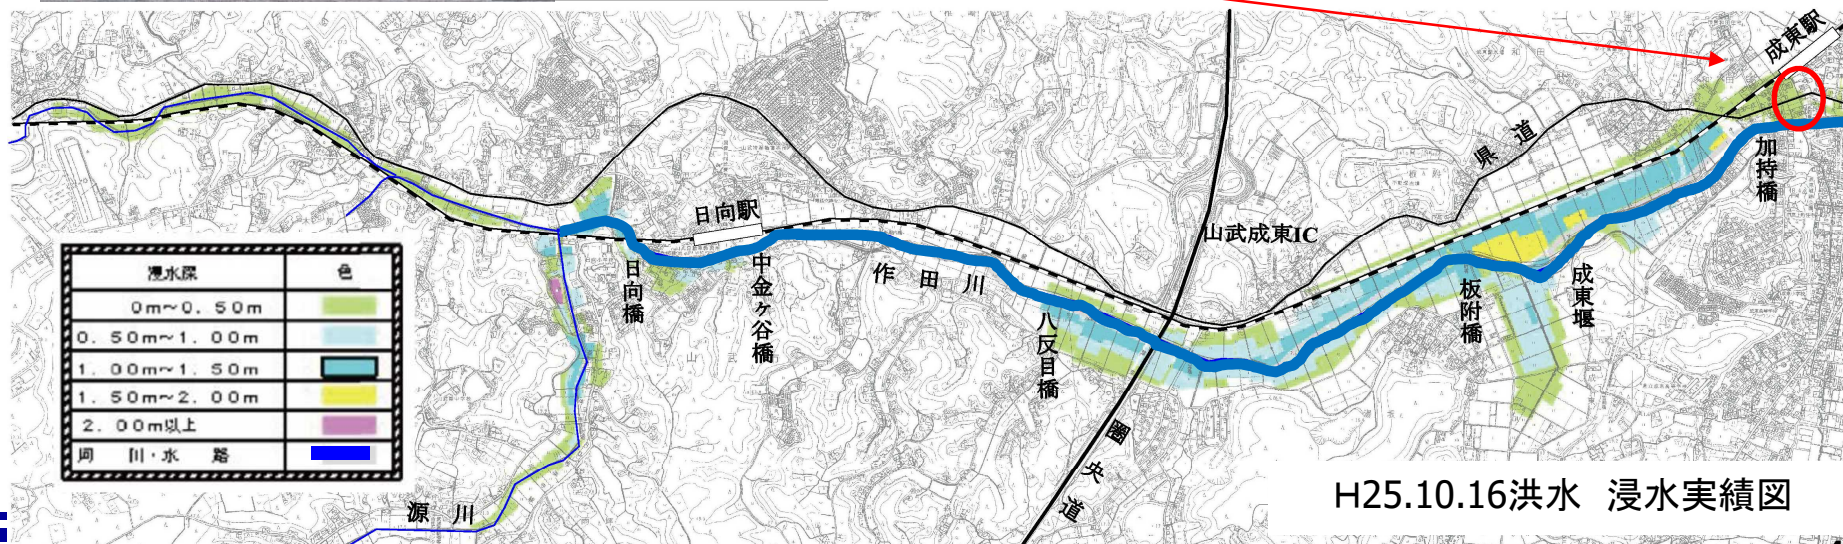 成東駅
県道
加持橋
日向駅
山武成東IC
浸水深 色
0m~0.50m
0.50m~1.00m
1.00m~1.50m
1.50m~2.00m
2.00m以上
河川・水路
日向橋
中金ヶ谷橋
作田川
八反目橋
板附橋
成東堰
圏央道
源川
H25.10.16洪水 浸水実績図